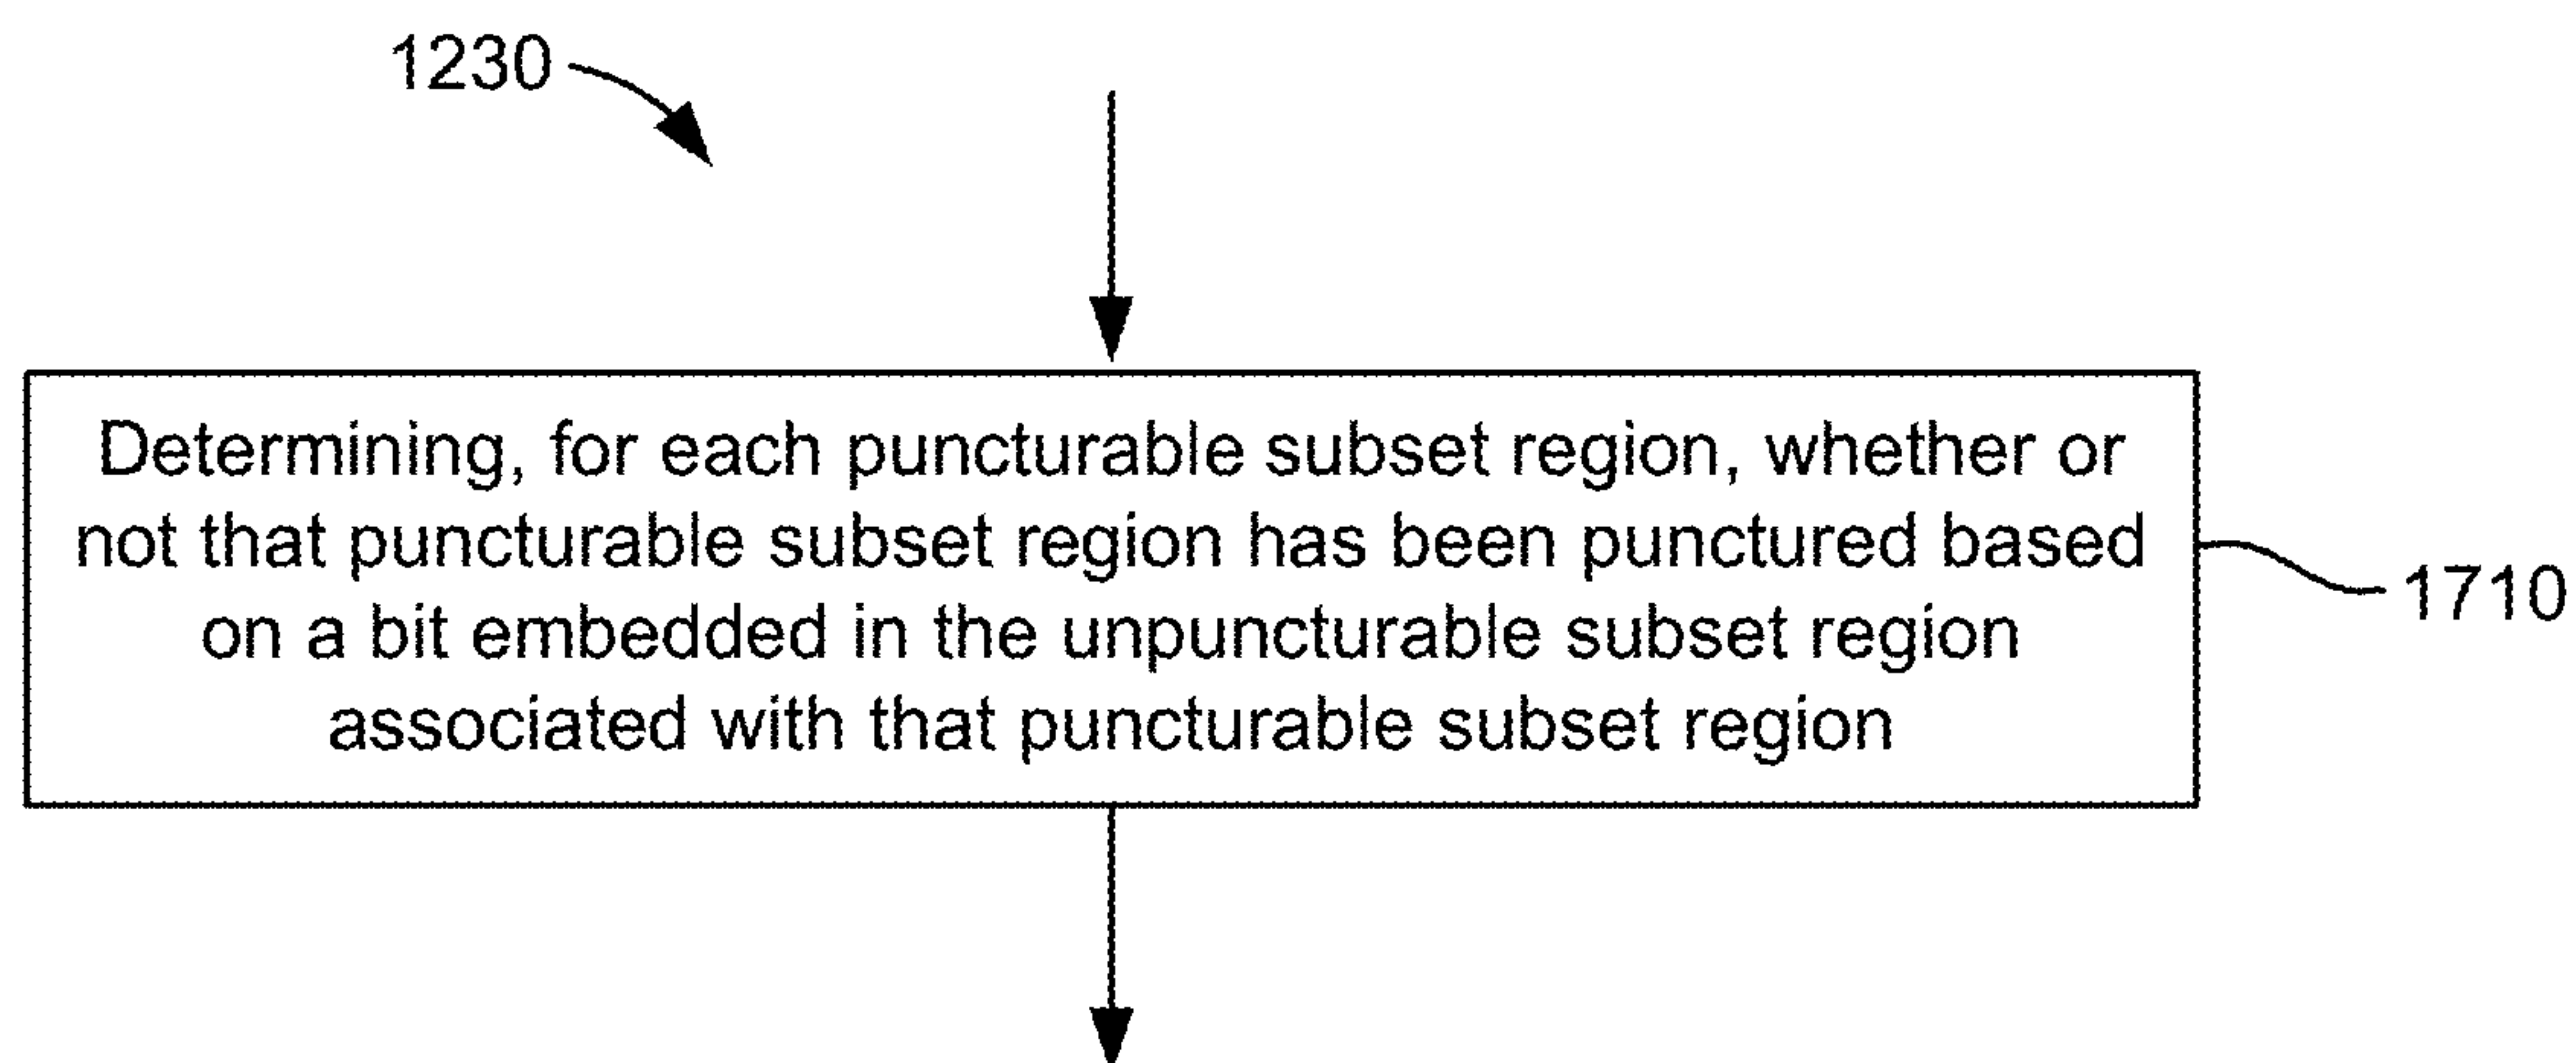 1230
Determining, for each puncturable subset region, whether or
not that puncturable subset region has been punctured based
on a bit embedded in the unpuncturable subset region
associated with that puncturable subset region
1710